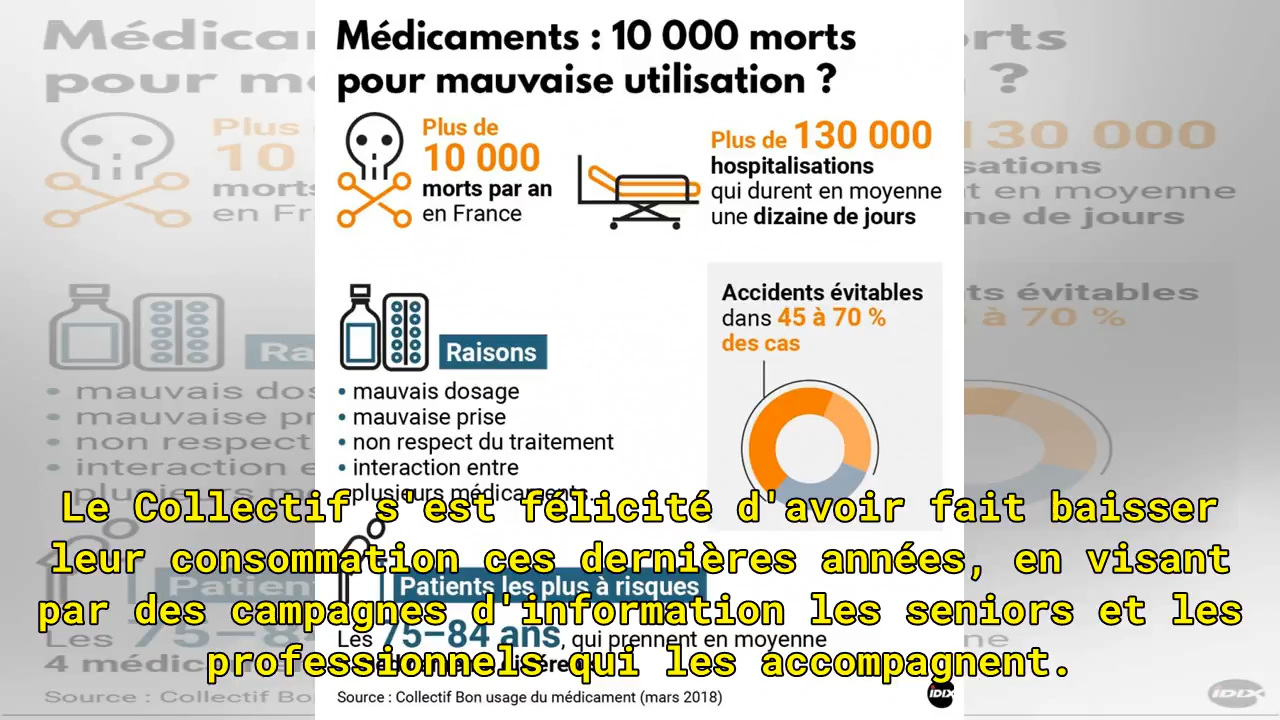 Médicaments : 10 000 morts
pour mauvaise utilisation ?
Plus de
10 000
morts par an
en France
Plus de 130 000
hospitalisations
qui durent en moyenne
une dizaine de jours
Raisons
• mauvais dosage
• mauvaise prise
• non respect du traitement
• interaction entre
plusieurs médicaments
Accidents évitables
dans 45 à 70 %
des cas
Le Collectif s'est félicité d'avoir fait baisser
leur consommation ces dernières années, en visant
par des campagnes d'information les seniors et les
professionnels qui les accompagnent.
Patients les plus à risques
Les 75–84 ans, qui prennent en moyenne
Source : Collectif Bon usage du médicament (mars 2018)
IDIX